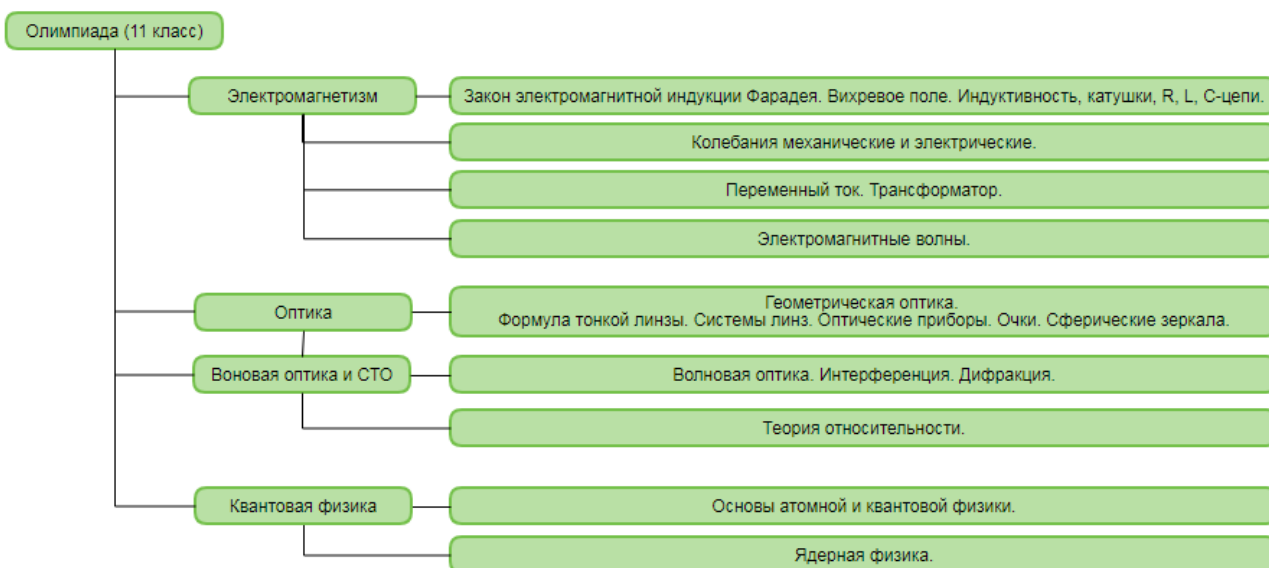 Олимпиада (11 класс)
Электромагнетизм
Закон электромагнитной индукции Фарадея. Вихревое поле. Индуктивность, катушки, R, L, C-цепи.
Колебания механические и электрические.
Переменный ток. Трансформатор.
Электромагнитные волны.
Оптика
Геометрическая оптика.
Формула тонкой линзы. Системы линз. Оптические приборы. Очки. Сферические зеркала.
Воновая оптика и СТО
Волновая оптика. Интерференция. Дифракция.
Теория относительности.
Квантовая физика
Основы атомной и квантовой физики.
Ядерная физика.